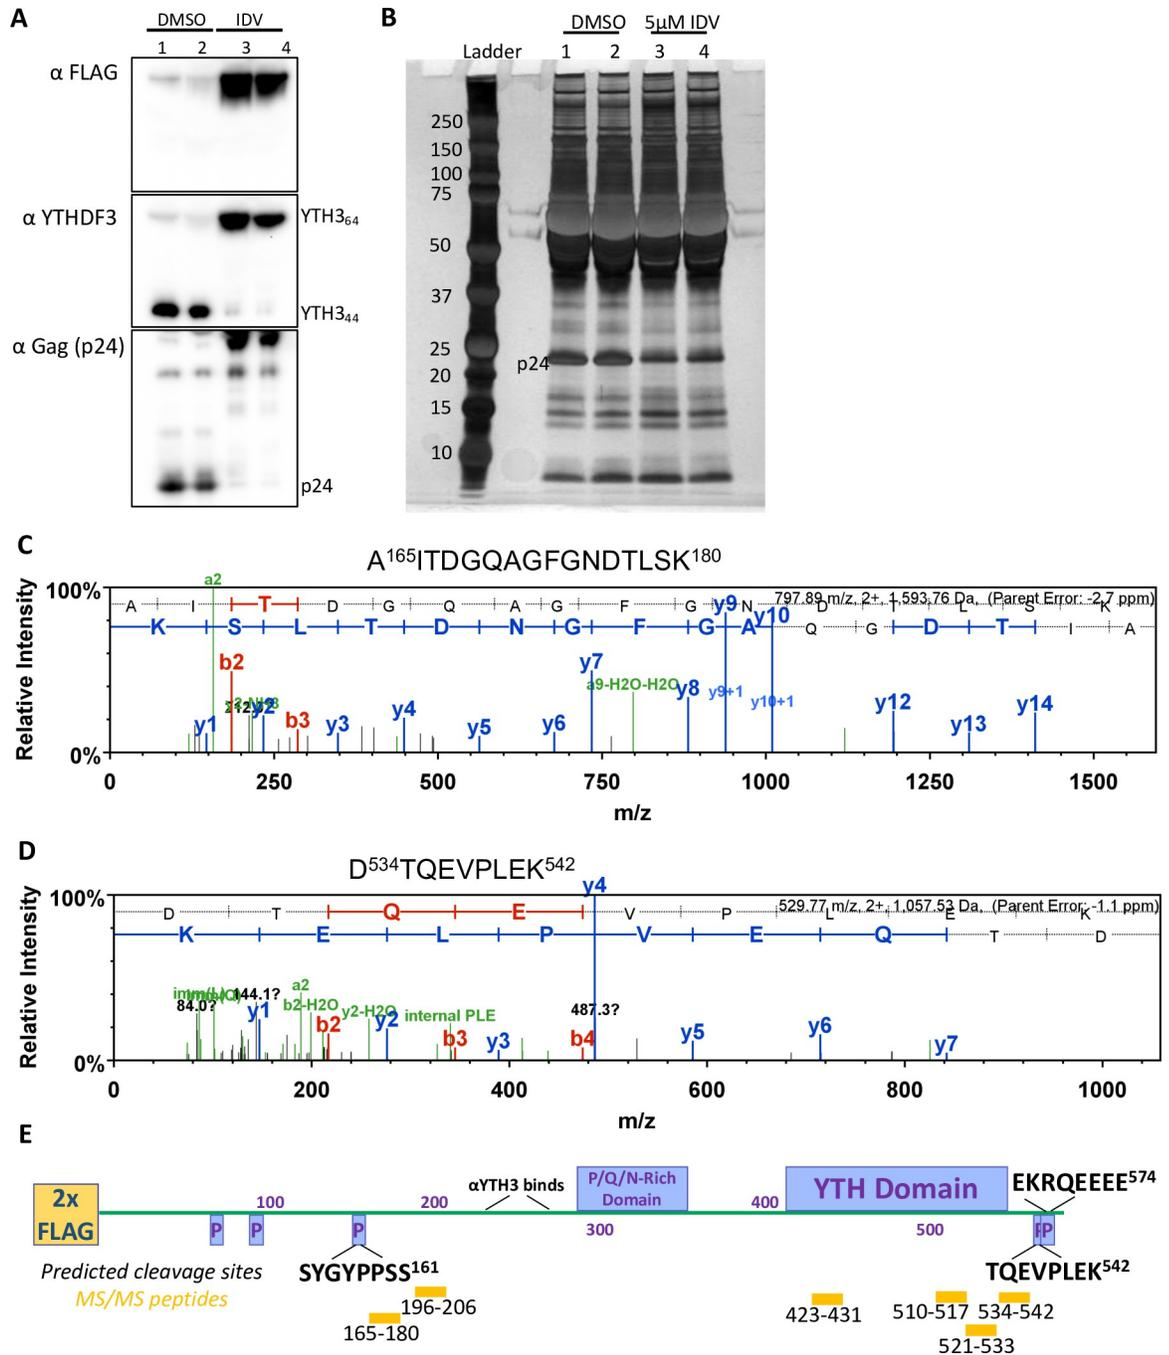 A
DMSO IDV
1 2 3 4
α FLAG
α YTHDF3
YTH3₆₄
YTH3₄₄
α Gag (p24)
p24
B
DMSO 5µM IDV
Ladder 1 2 3 4
250
150
100
75
50
37
25
p24
20
15
10
C
A¹⁶⁵ITDGQAGFGNDTLSK¹⁸⁰
Relative Intensity
100%
0%
a2
A I T D G Q A G F G N D T L S K
797.89 m/z, 2+, 1,593.76 Da, (Parent Error: -2.7 ppm)
K S L T D N G F G A Q G D T I A
y9
y10
b2
y7
a9-H2O-H2O
y8
y9+1
y10+1
y2
y1
b3
y3
y4
y5
y6
y12
y13
y14
0 250 500 750 1000 1250 1500
m/z
D
D⁵³⁴TQEVPLEK⁵⁴²
Relative Intensity
100%
0%
y4
D T Q E V P L E K
529.77 m/z, 2+, 1,057.53 Da, (Parent Error: -1.1 ppm)
K E L P V E Q T D
84.0?
144.1?
y1
a2
b2-H2O
b2
y2-H2O
y2
internal PLE
b3
y3
487.3?
b4
y5
y6
y7
0 200 400 600 800 1000
m/z
E
2x
FLAG
100 200 300 400 500
αYTH3 binds
P/Q/N-Rich
Domain
YTH Domain
EKRQEEEE⁵⁷⁴
P P P P
Predicted cleavage sites
MS/MS peptides
SYGYPPSS¹⁶¹
TQEVPLEK⁵⁴²
196-206
165-180
423-431
510-517
534-542
521-533